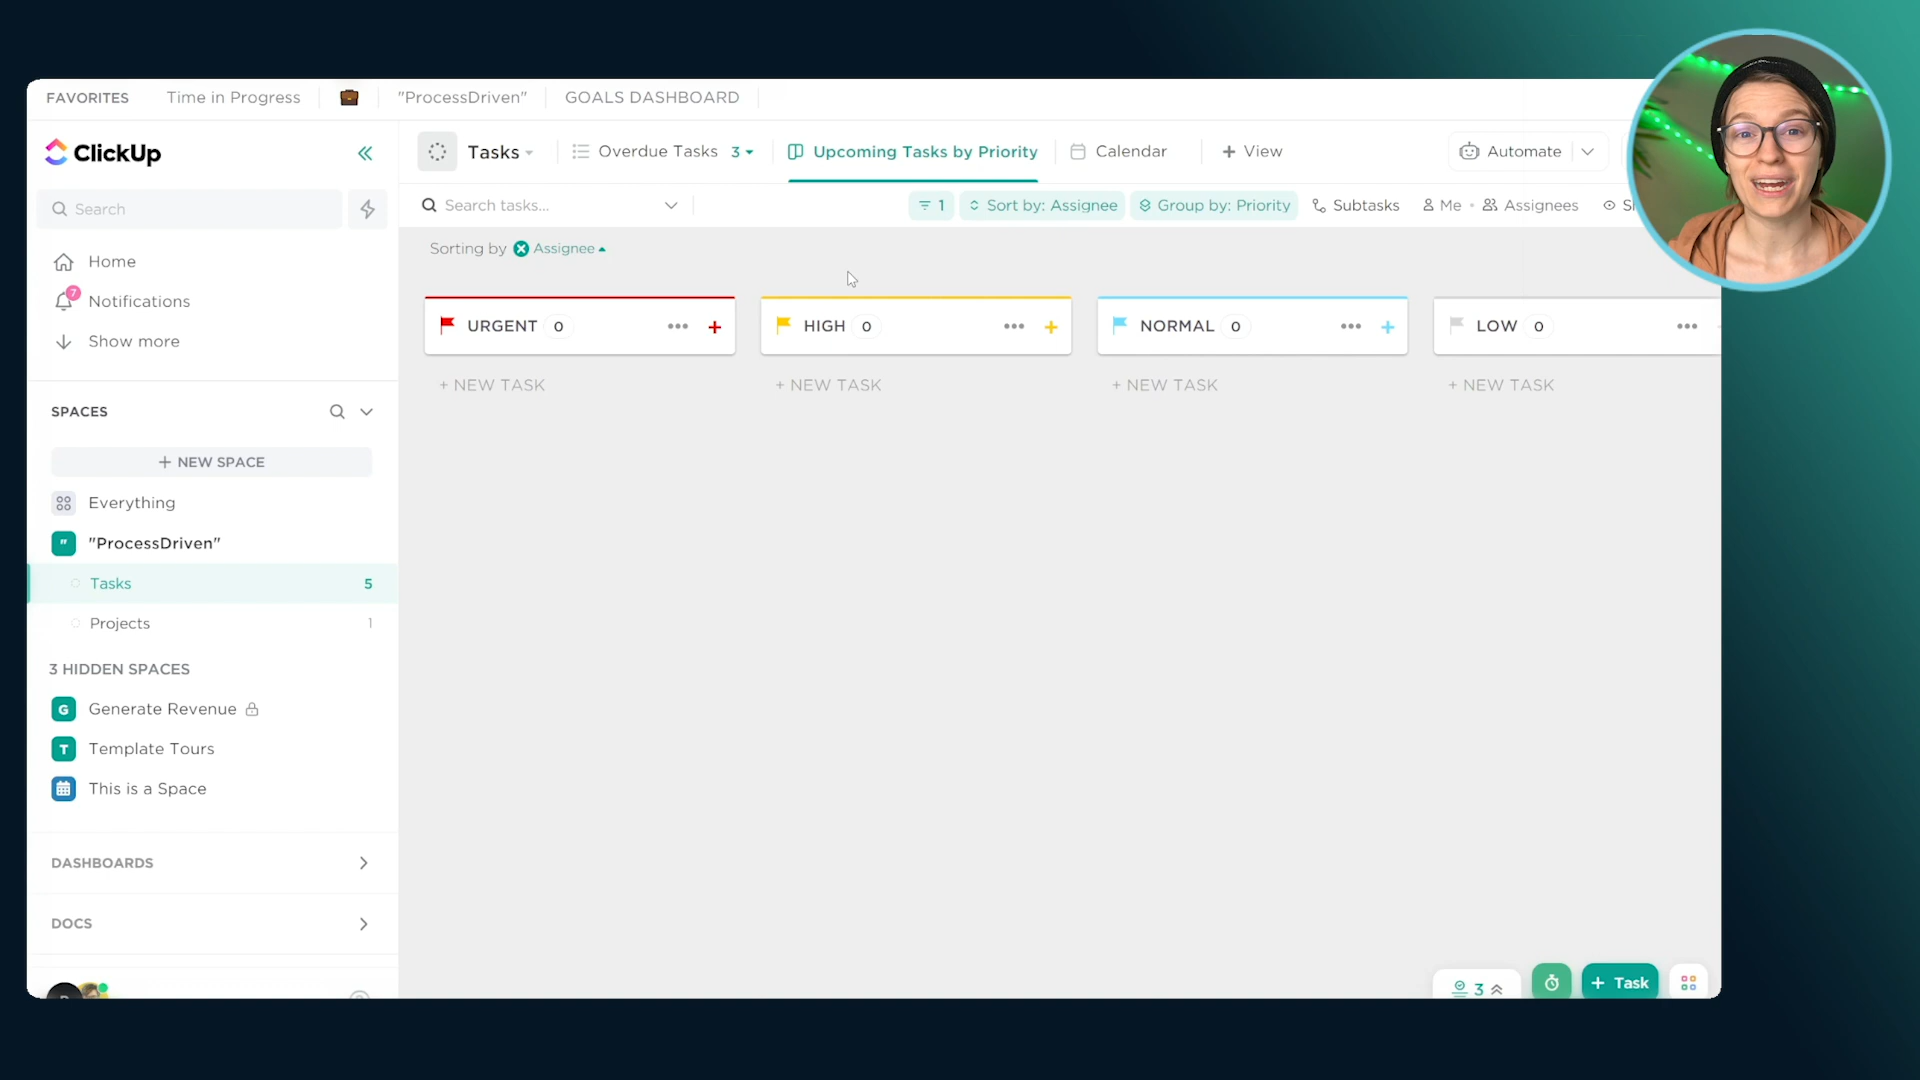 FAVORITES Time in Progress "ProcessDriven" GOALS DASHBOARD
ClickUp
Tasks Overdue Tasks 3 Upcoming Tasks by Priority Calendar + View Automate
Search
Search tasks... 1 Sort by: Assignee Group by: Priority Subtasks Me Assignees
Sorting by Assignee
Home
7
Notifications
Show more
URGENT 0 HIGH 0 NORMAL 0 LOW 0
+ NEW TASK + NEW TASK + NEW TASK + NEW TASK
SPACES
+ NEW SPACE
Everything
" "ProcessDriven"
Tasks 5
Projects 1
3 HIDDEN SPACES
G Generate Revenue
T Template Tours
This is a Space
DASHBOARDS
DOCS
3 + Task